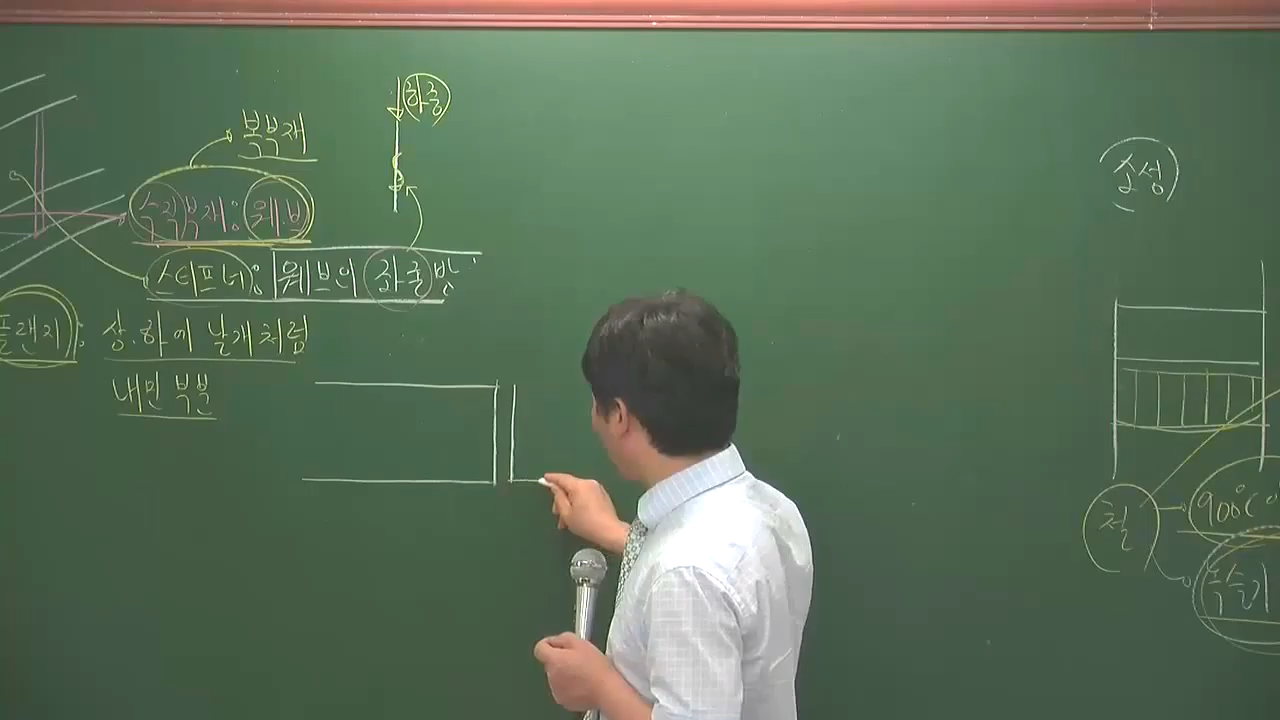 하중
복부재
수직부재: 웨브
스티프너: 웨브의 좌굴방
플랜지: 상.하에 날개처럼
내민 부분
소성
철
900℃